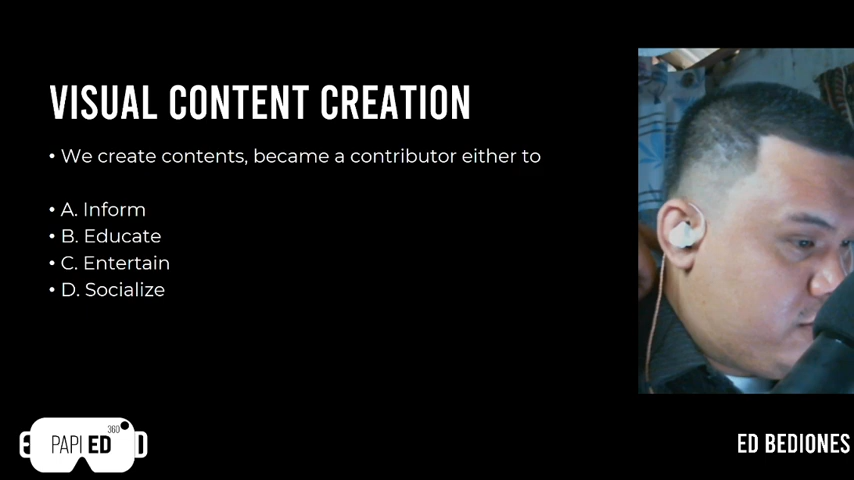 VISUAL CONTENT CREATION
• We create contents, became a contributor either to
• A. Inform
• B. Educate
• C. Entertain
• D. Socialize
PAPI ED 360
ED BEDIONES